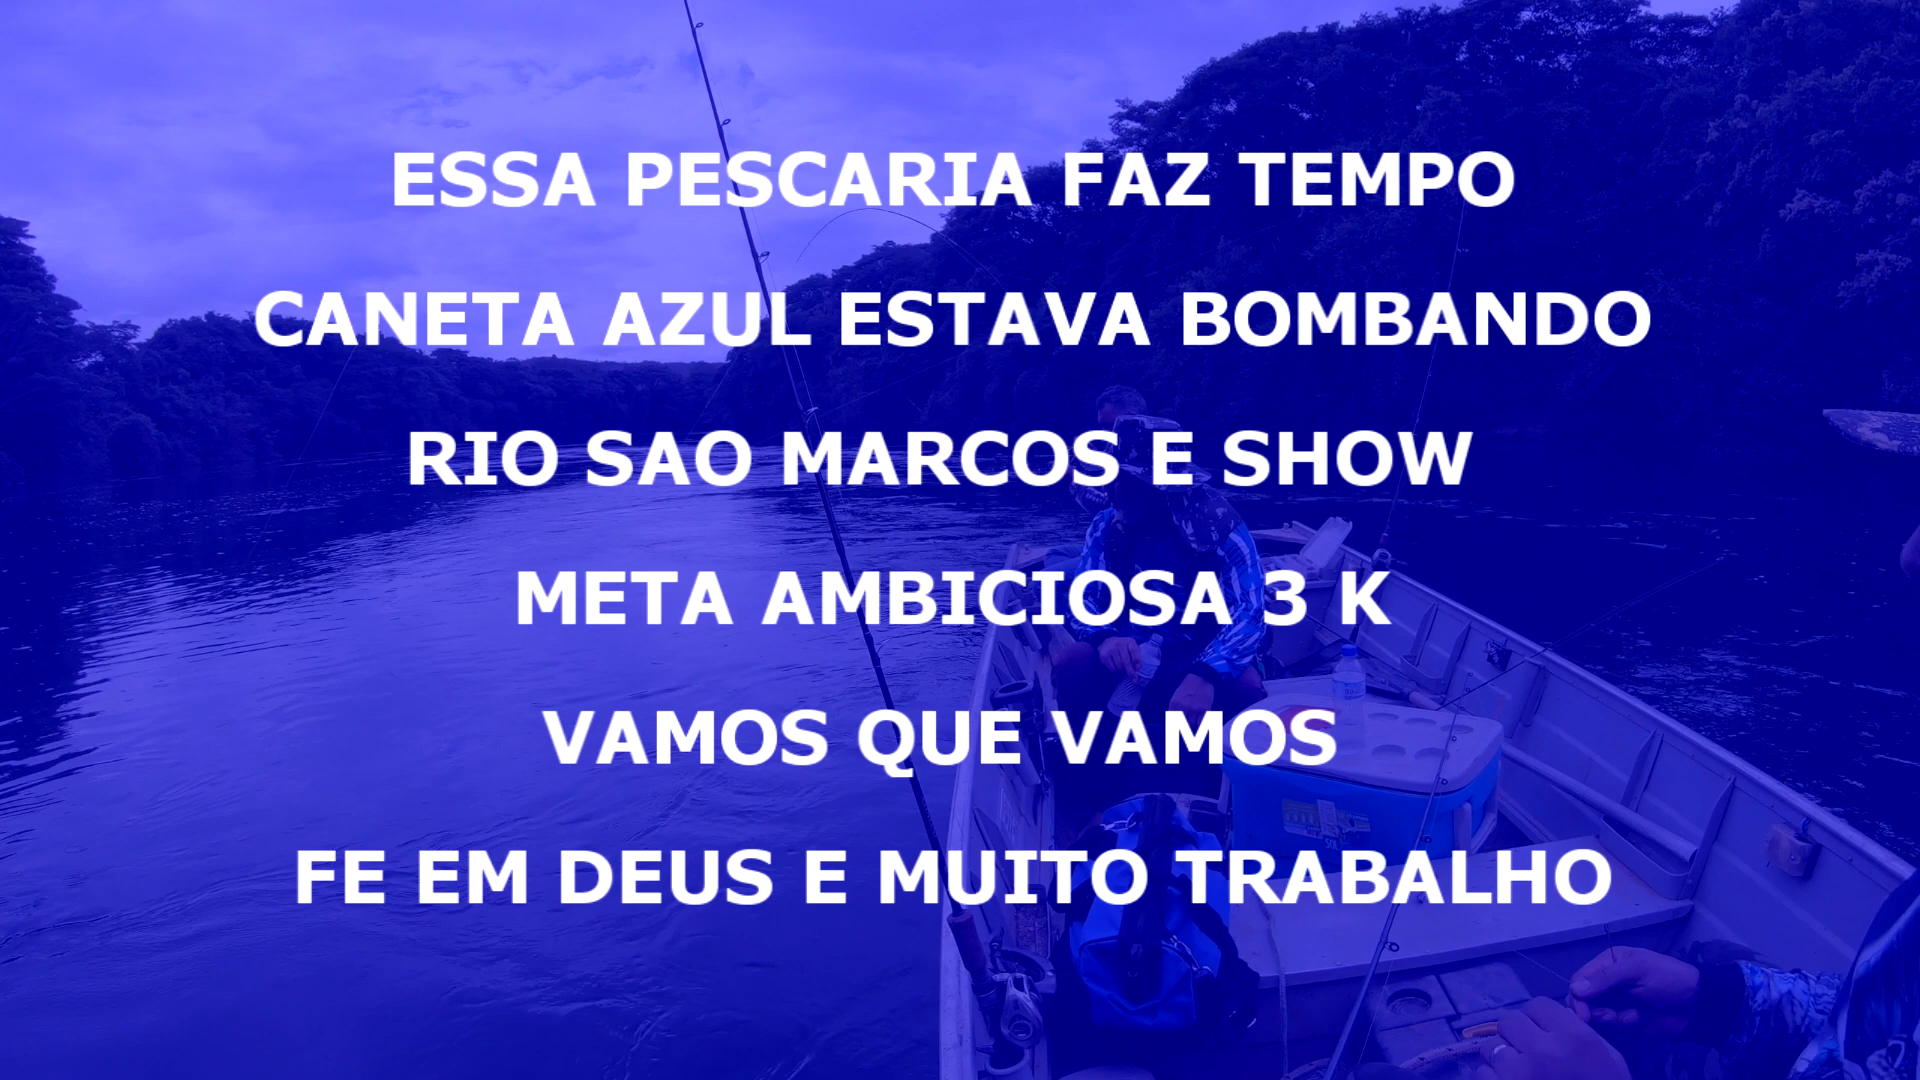 ESSA PESCARIA FAZ TEMPO
CANETA AZUL ESTAVA BOMBANDO
RIO SAO MARCOS E SHOW
META AMBICIOSA 3 K
VAMOS QUE VAMOS
FE EM DEUS E MUITO TRABALHO
SOL